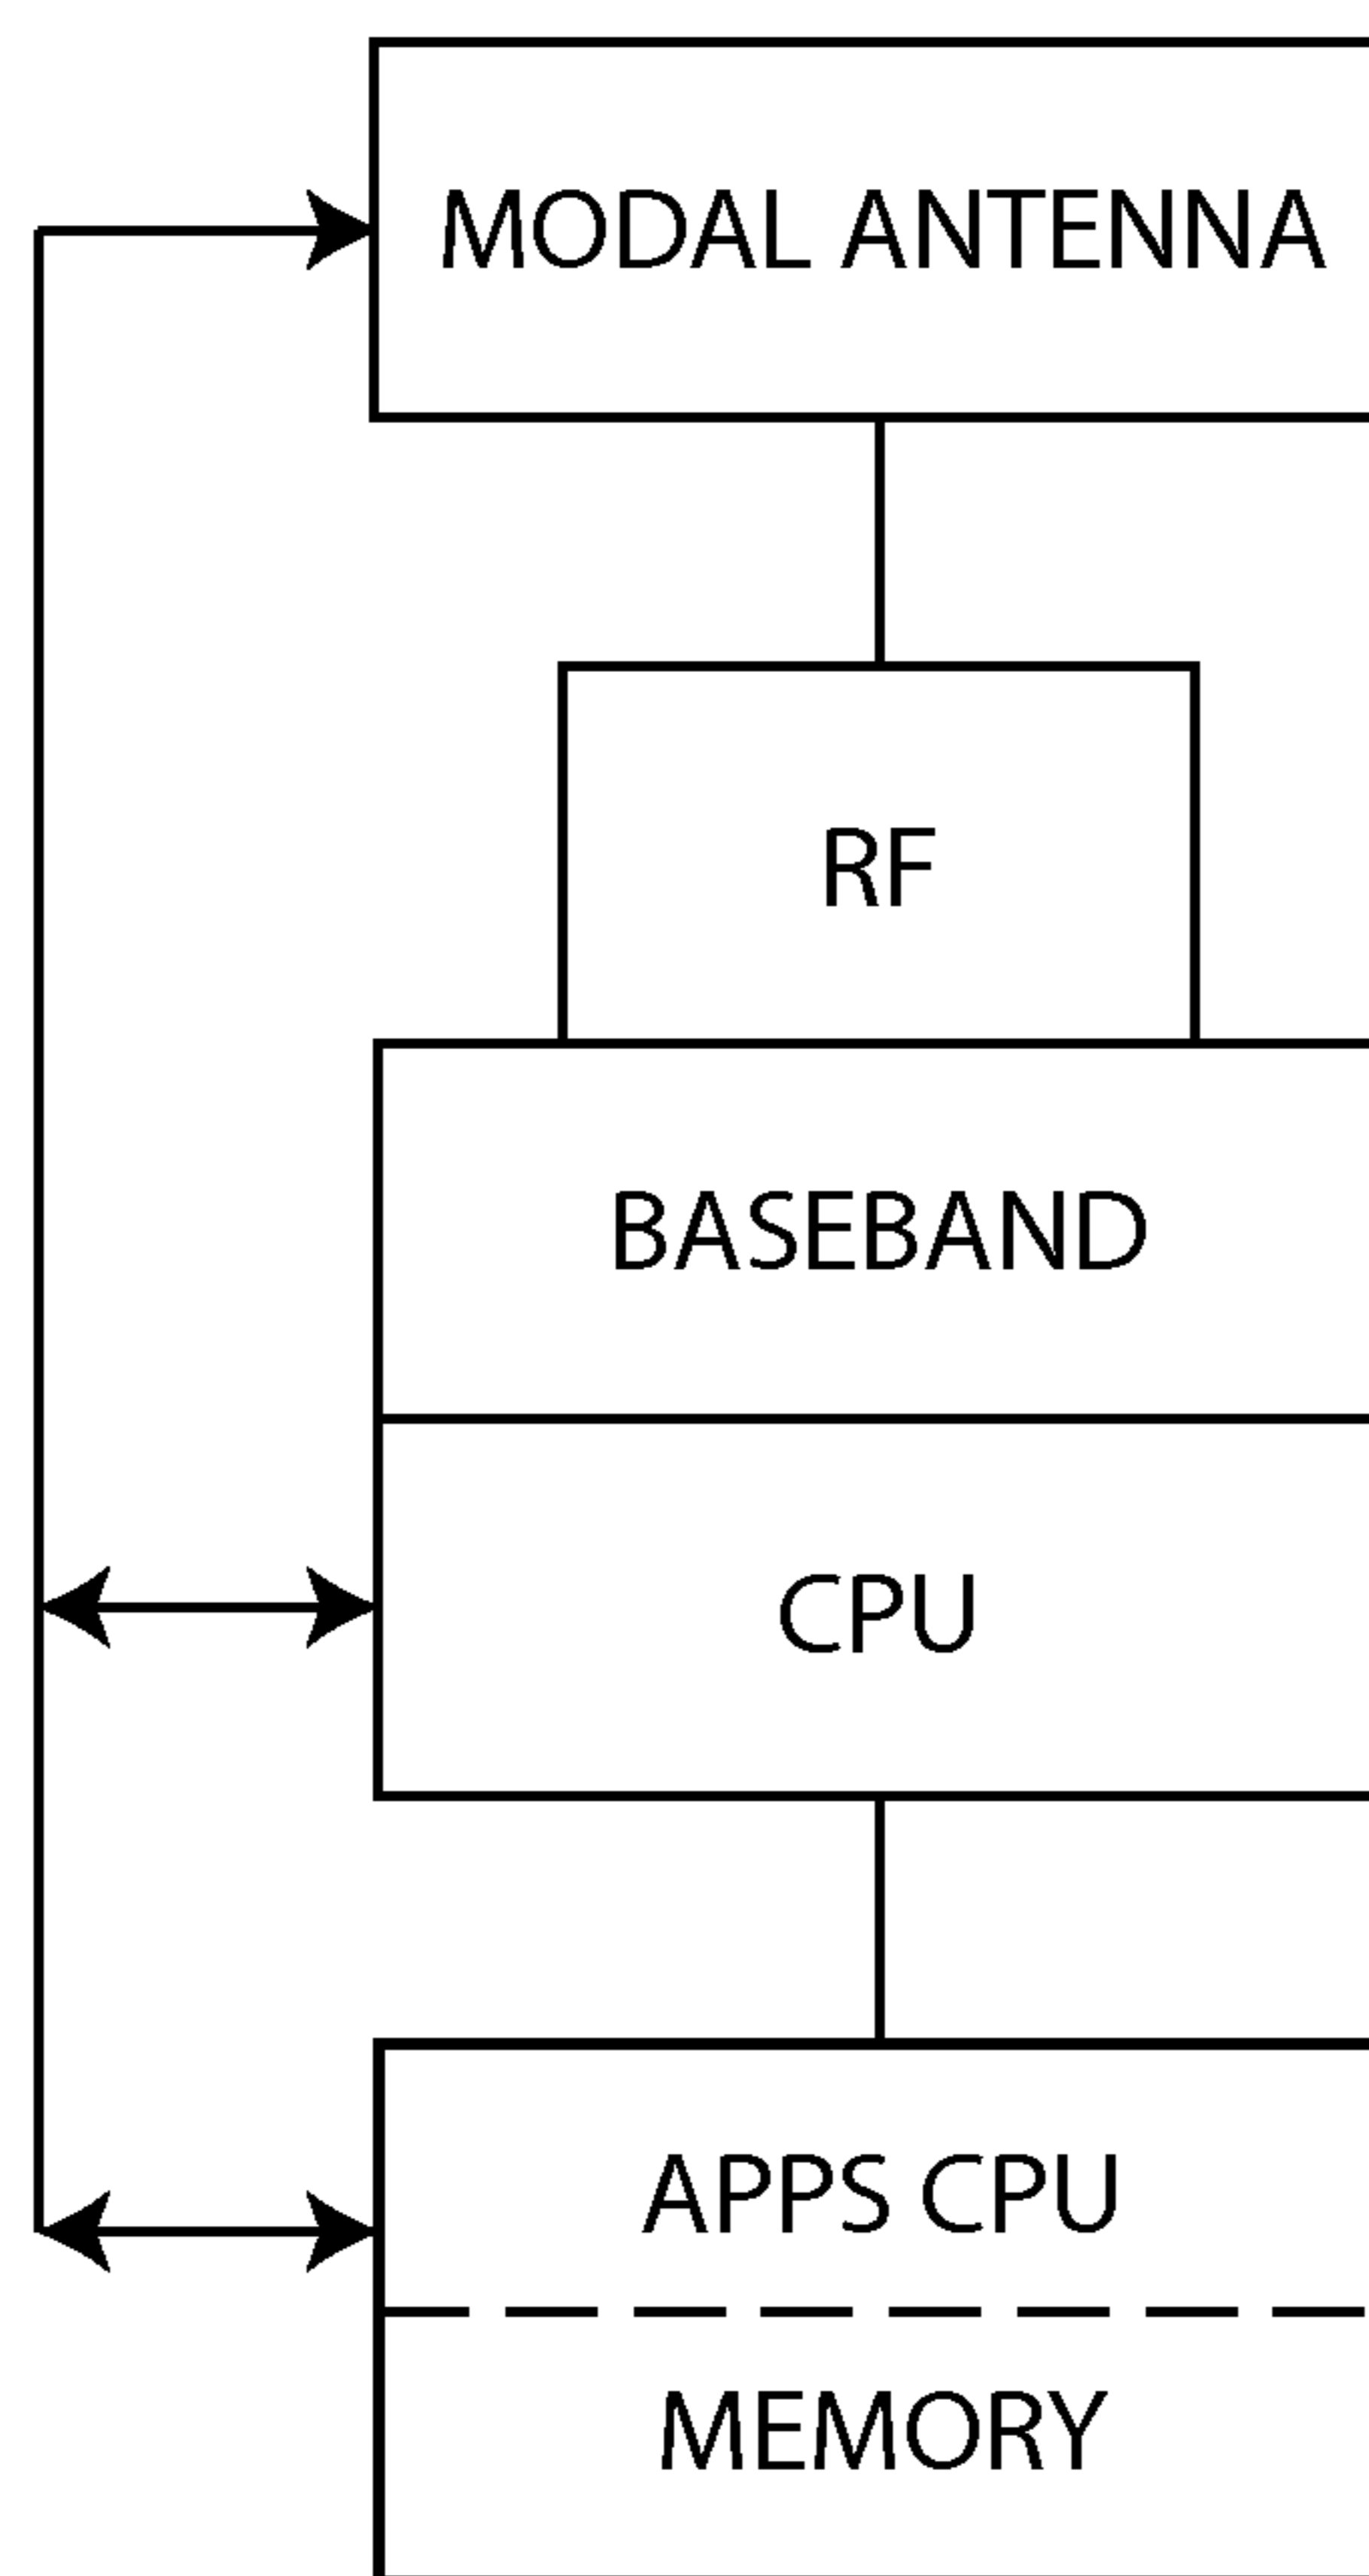 MODAL ANTENNA
RF
BASEBAND
CPU
APPS CPU
MEMORY